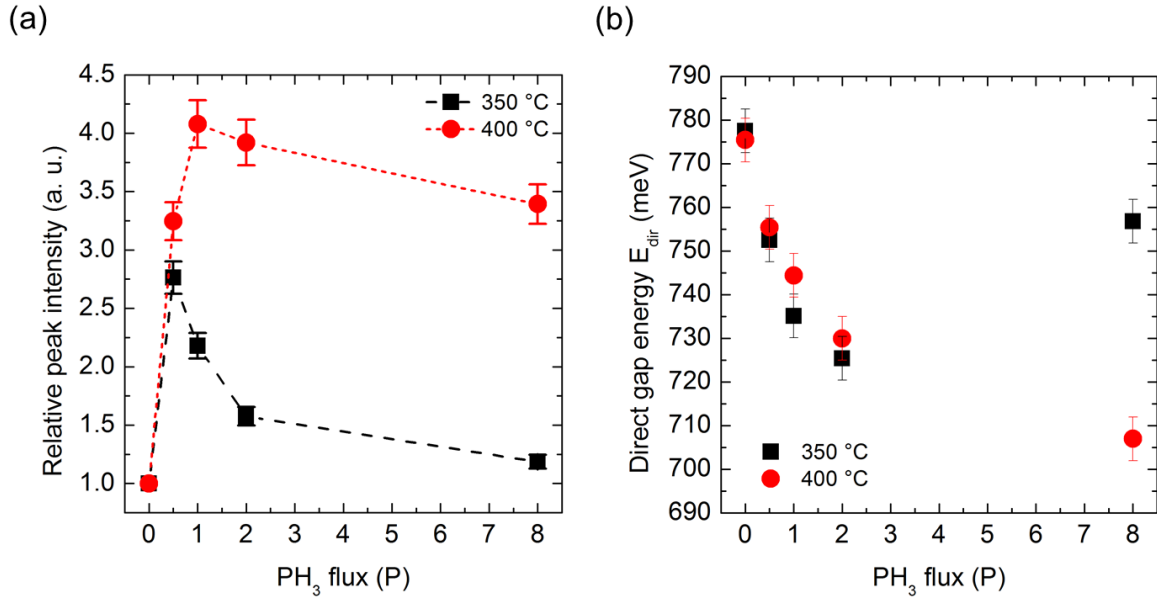 (a)
Relative peak intensity (a. u.)
4.5
4.0
3.5
3.0
2.5
2.0
1.5
1.0
350 °C
400 °C
0 1 2 3 4 5 6 7 8
PH₃ flux (P)
(b)
Direct gap energy E_dir (meV)
790
780
770
760
750
740
730
720
710
700
690
350 °C
400 °C
0 1 2 3 4 5 6 7 8
PH₃ flux (P)